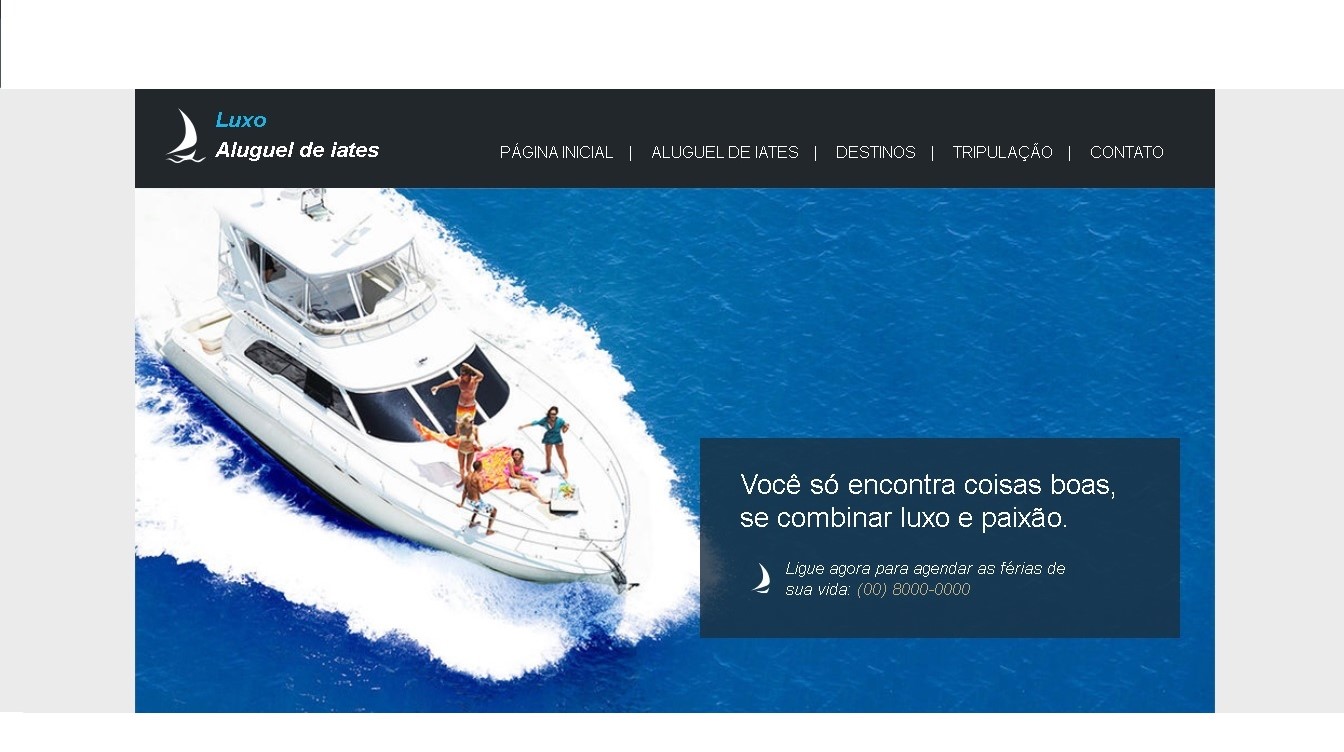 Luxo
Aluguel de iates
PÁGINA INICIAL | ALUGUEL DE IATES | DESTINOS | TRIPULAÇÃO | CONTATO
Você só encontra coisas boas,
se combinar luxo e paixão.
Ligue agora para agendar as férias de
sua vida: (00) 8000-0000